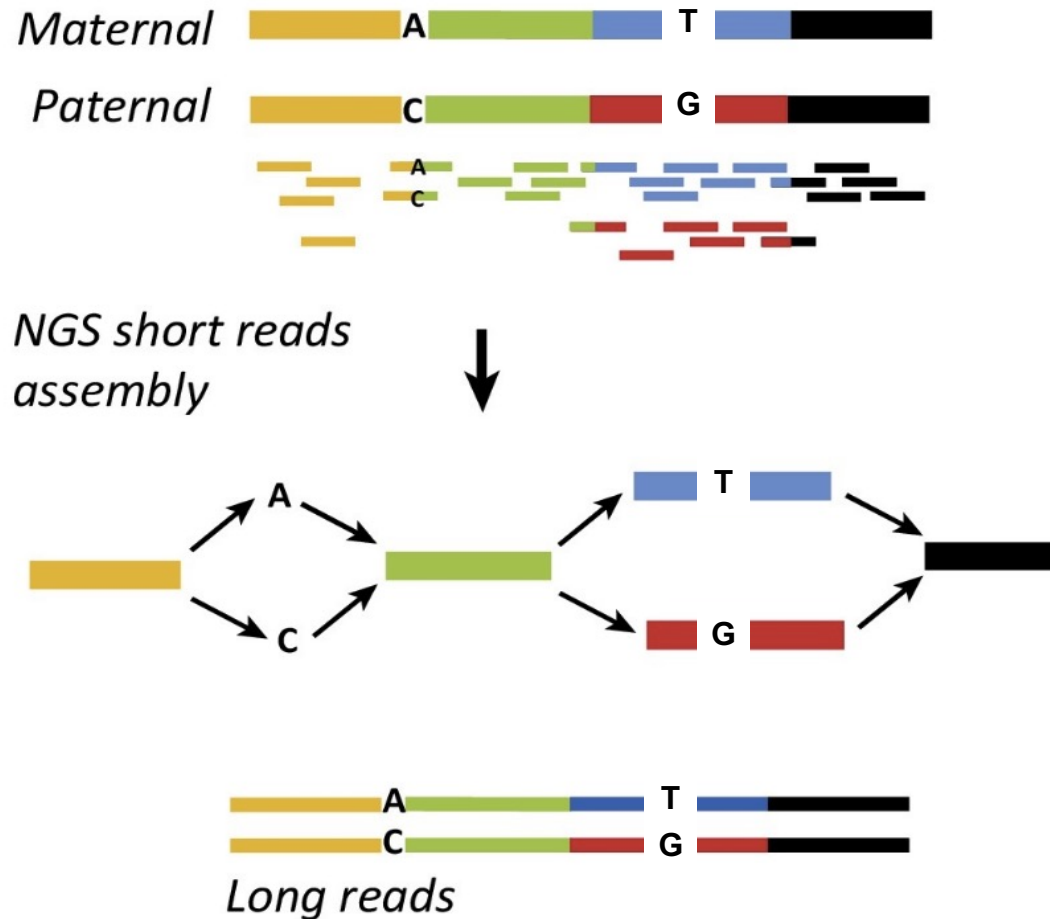 Maternal A T
Paternal C G
A
C
NGS short reads
assembly
A T
C G
A T
C G
Long reads